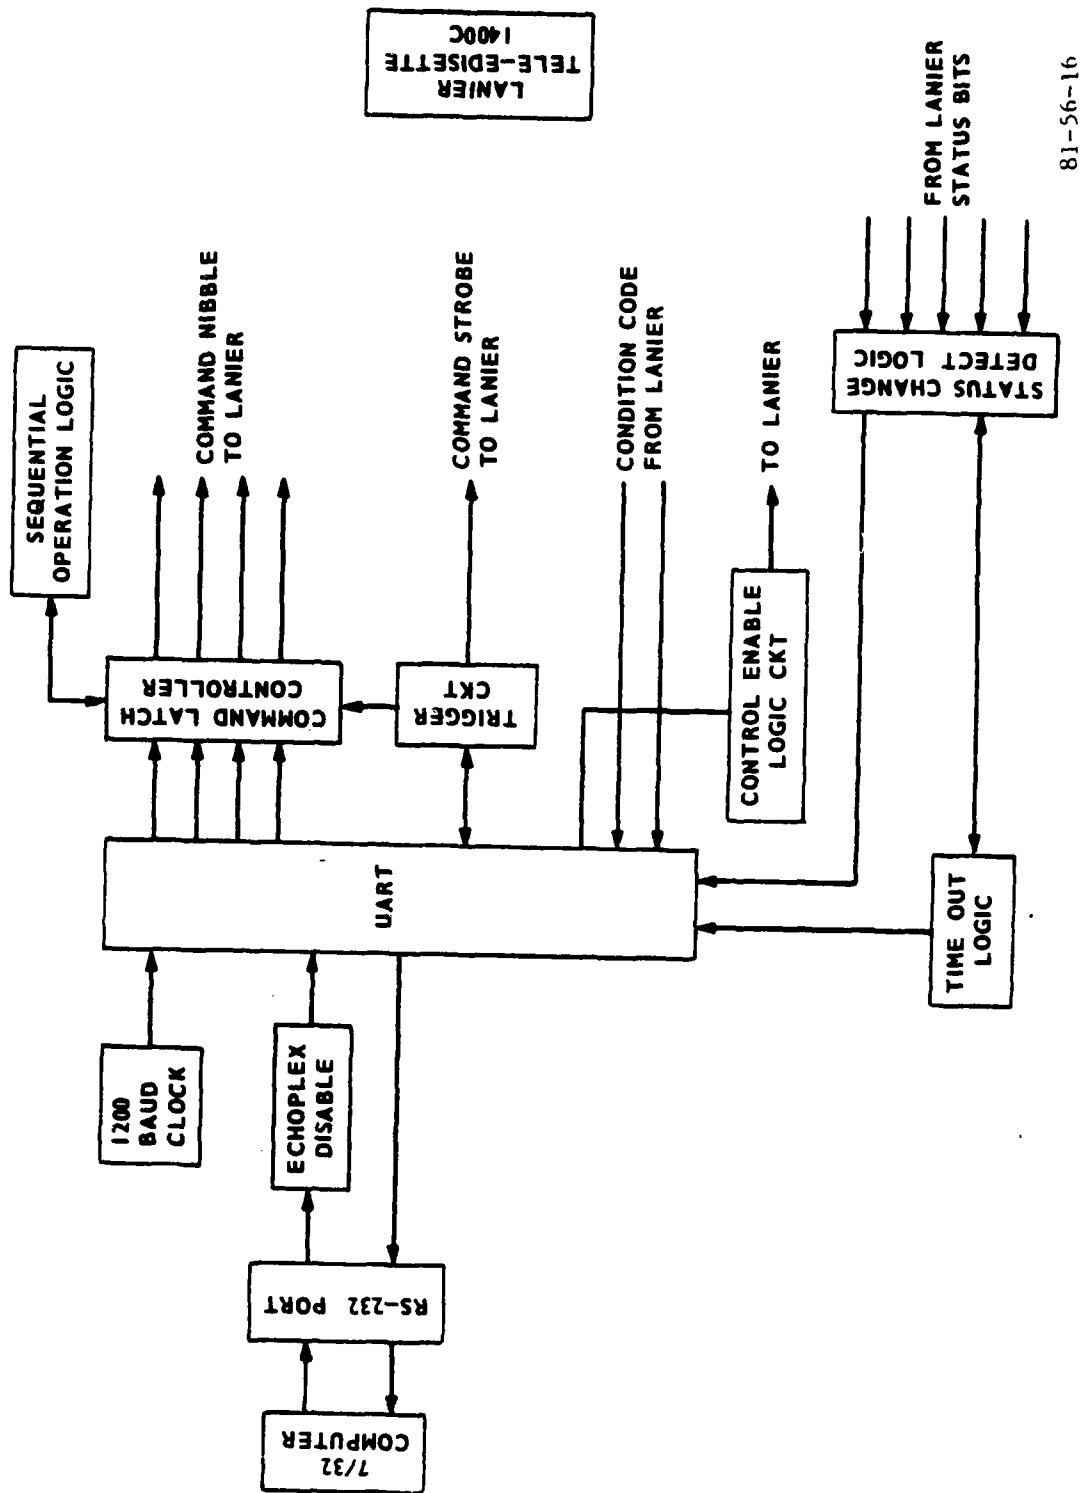 SEQUENTIAL
OPERATION LOGIC
LANIER
TELE-EDISETTE
1400C
COMMAND NIBBLE
TO LANIER
COMMAND LATCH
CONTROLLER
COMMAND STROBE
TO LANIER
TRIGGER
CKT
CONDITION CODE
FROM LANIER
TO LANIER
CONTROL ENABLE
LOGIC CKT
FROM LANIER
STATUS BITS
STATUS CHANGE
DETECT LOGIC
1200
BAUD
CLOCK
UART
ECHOPLEX
DISABLE
RS-232 PORT
7/32
COMPUTER
TIME OUT
LOGIC
81-56-16